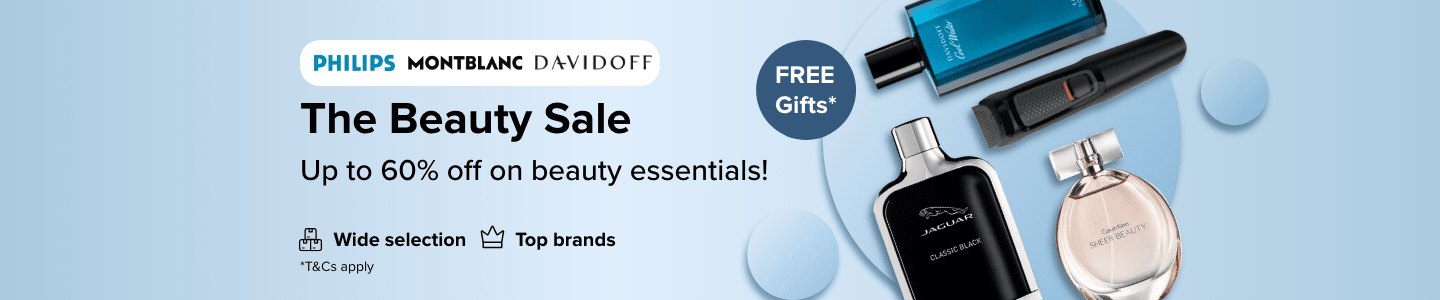 PHILIPS MONTBLANC DAVIDOFF
The Beauty Sale
Up to 60% off on beauty essentials!
Wide selection Top brands
*T&Cs apply
FREE
Gifts*
DAVIDOFF
Cool Water
JAGUAR
CLASSIC BLACK
Calvin Klein
SHEER BEAUTY